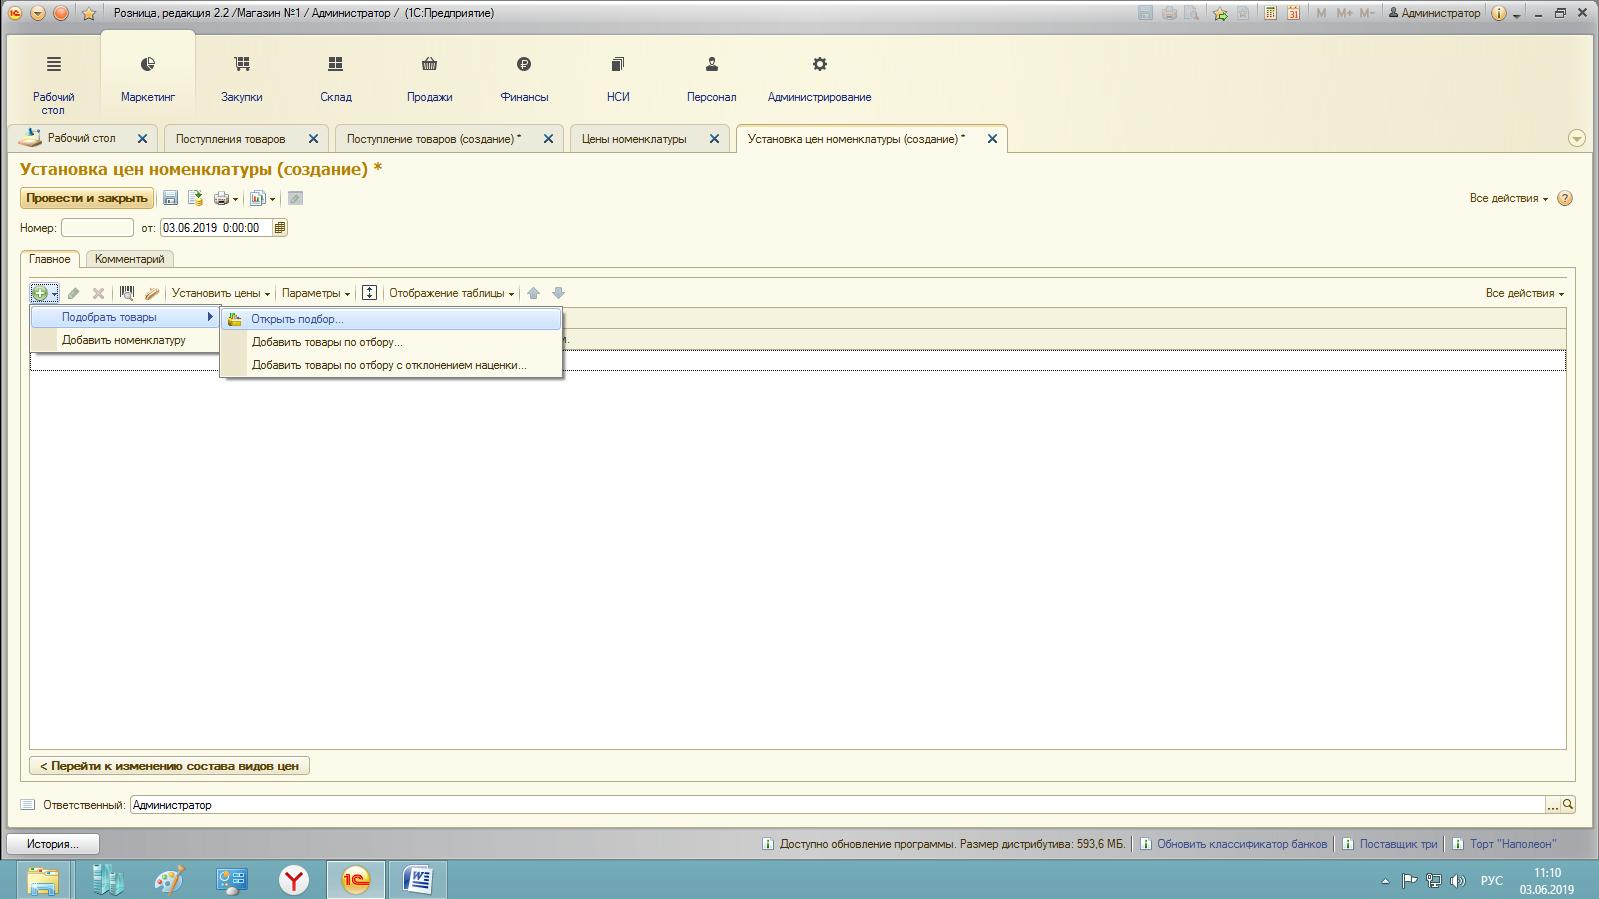 Розница, редакция 2.2 /Магазин №1 / Администратор /  (1С:Предприятие)
31 M M+ M- Администратор
Рабочий стол
Маркетинг
Закупки
Склад
Продажи
Финансы
НСИ
Персонал
Администрирование
Рабочий стол
Поступления товаров
Поступление товаров (создание) *
Цены номенклатуры
Установка цен номенклатуры (создание) *
Установка цен номенклатуры (создание) *
Провести и закрыть
Все действия
Номер:
от: 03.06.2019 0:00:00
Главное
Комментарий
Установить цены
Параметры
Отображение таблицы
Все действия
Подобрать товары
Добавить номенклатуру
Открыть подбор...
Добавить товары по отбору...
Добавить товары по отбору с отклонением наценки...
< Перейти к изменению состава видов цен
Ответственный: Администратор
История...
Доступно обновление программы. Размер дистрибутива: 593,6 МБ.
Обновить классификатор банков
Поставщик три
Торт "Наполеон"
РУС
11:10
03.06.2019